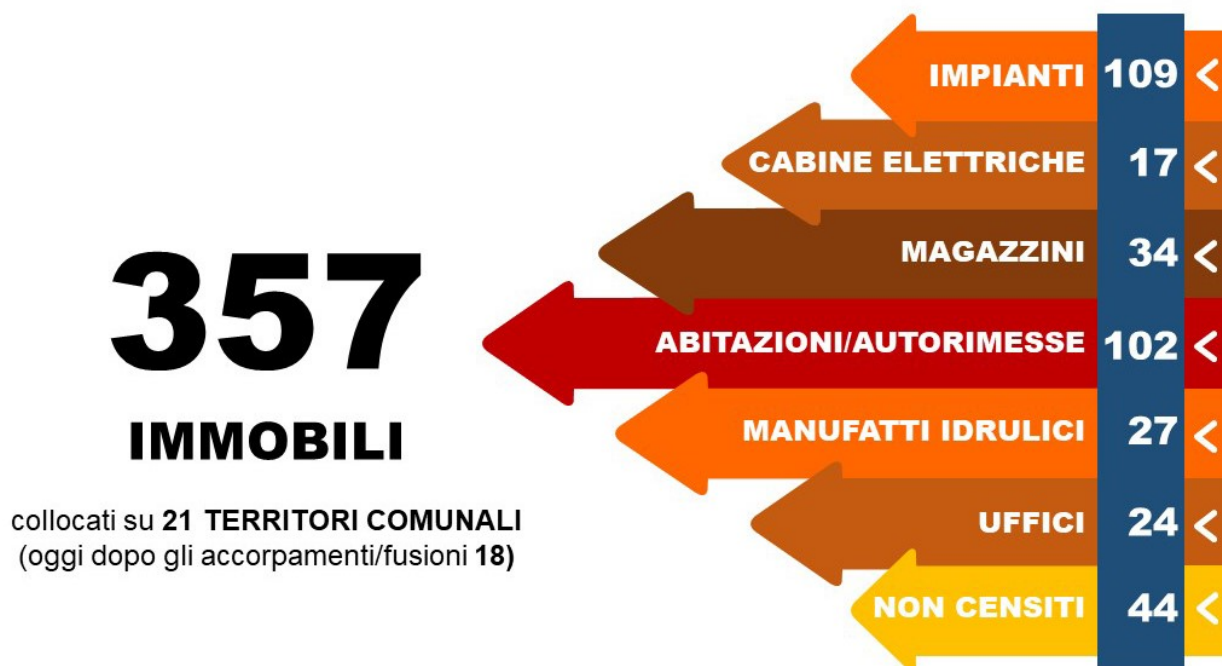 357
IMMOBILI
collocati su 21 TERRITORI COMUNALI
(oggi dopo gli accorpamenti/fusioni 18)
IMPIANTI 109 <
CABINE ELETTRICHE 17 <
MAGAZZINI 34 <
ABITAZIONI/AUTORIMESSE 102 <
MANUFATTI IDRULICI 27 <
UFFICI 24 <
NON CENSITI 44 <